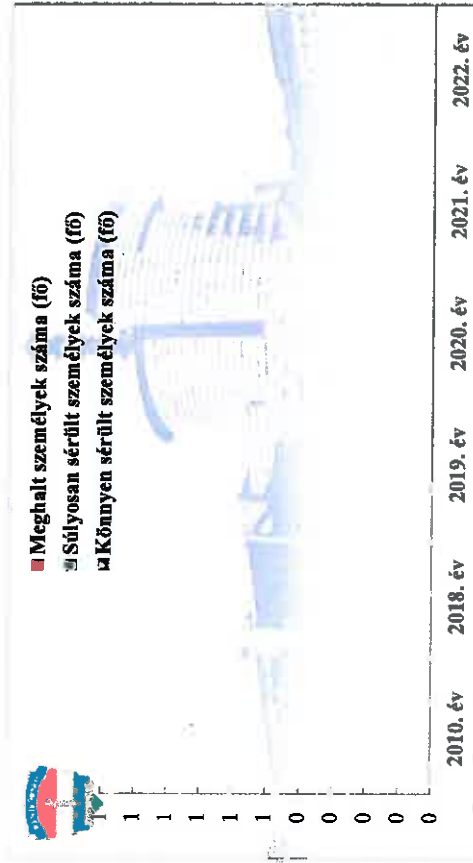 Meghalt személyek száma (fő)
Súlyosan sérült személyek száma (fő)
Könnyen sérült személyek száma (fő)
1
1
1
1
1
1
0
0
0
0
0
2010. év 2018. év 2019. év 2020. év 2021. év 2022. év